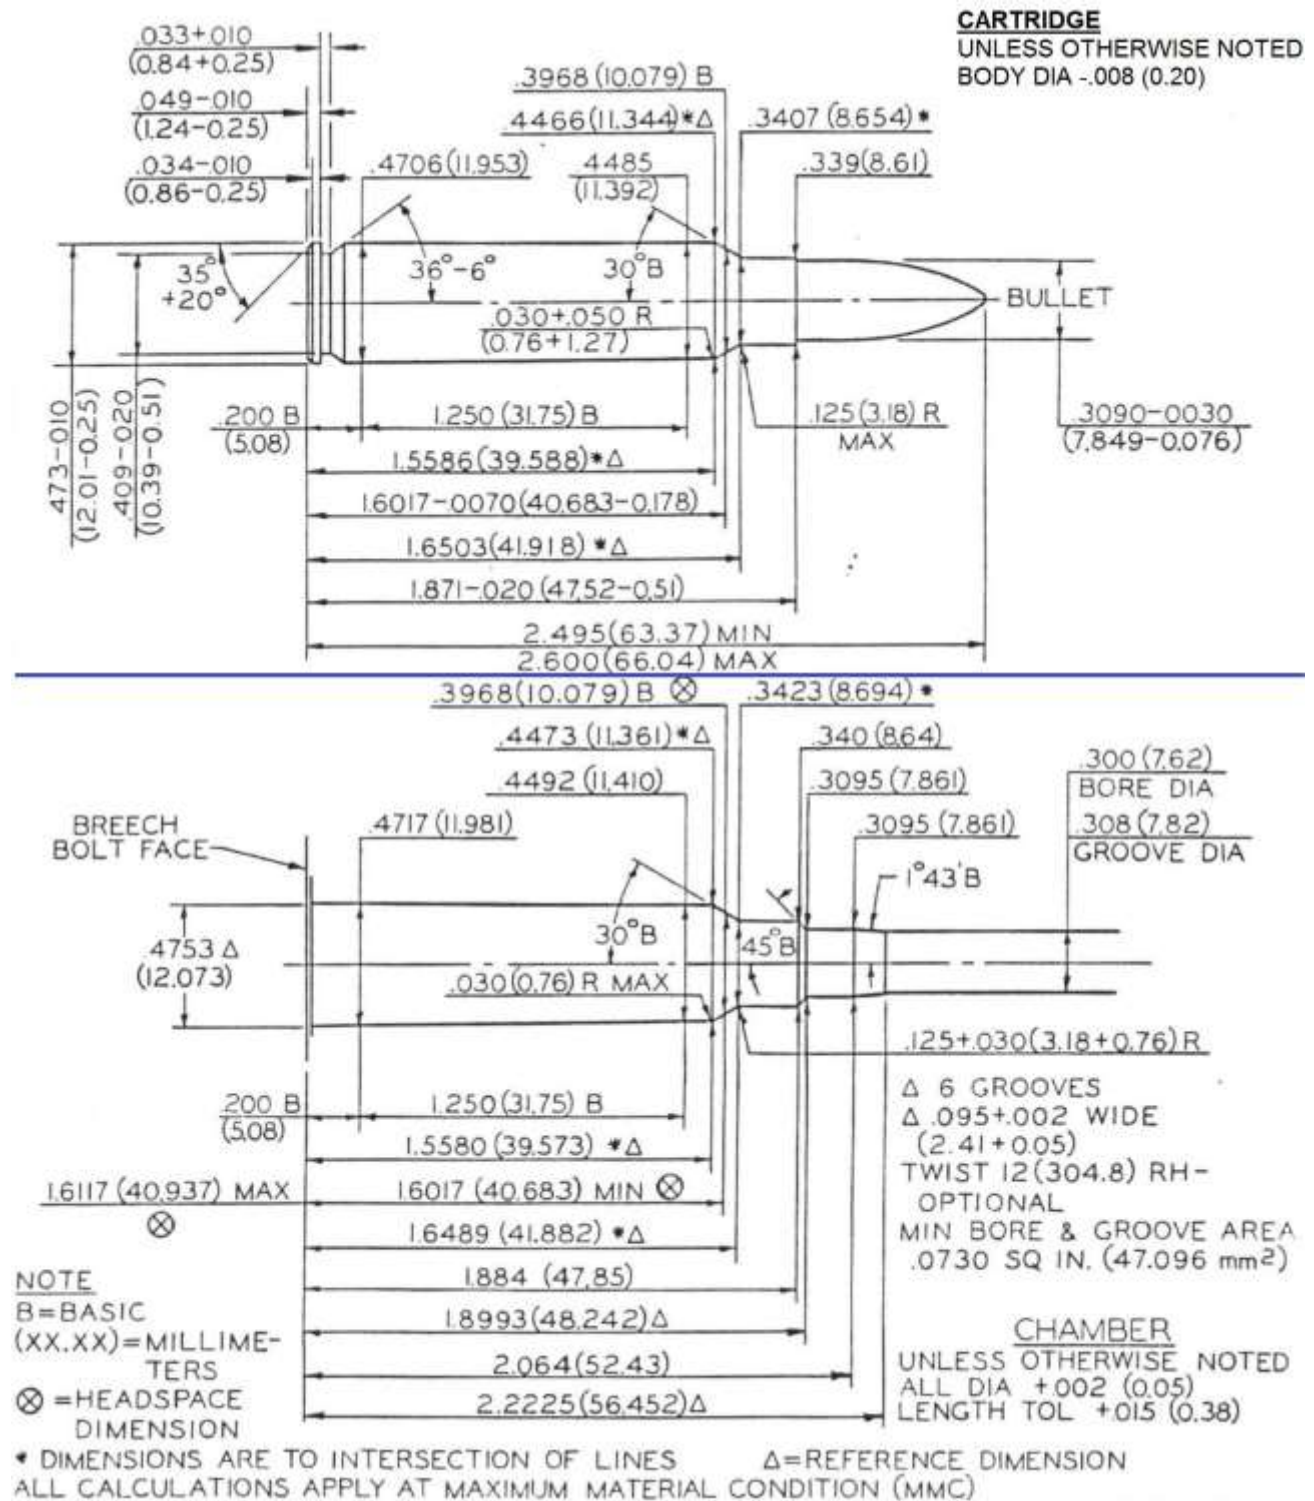 CARTRIDGE
UNLESS OTHERWISE NOTED
BODY DIA -.008 (0.20)
.033+.010
(0.84+0.25)
.049-.010
(1.24-0.25)
.034-.010
(0.86-0.25)
.3968 (10.079) B
.4466 (11.344)*Δ
.3407 (8.654)*
.4706 (11.953)
.4485
(11.392)
.339(8.61)
35°
+20°
36°-6°
30°B
BULLET
.030+.050 R
(0.76+1.27)
.473-.010
(12.01-0.25)
.409-.020
(10.39-0.51)
.200 B
(5.08)
1.250 (31.75) B
.125(3.18) R
MAX
.3090-.0030
(7.849-0.076)
1.5586(39.588)*Δ
1.6017-.0070(40.683-0.178)
1.6503(41.918) *Δ
1.871-.020 (47.52-0.51)
2.495(63.37) MIN
2.600(66.04) MAX
.3968(10.079) B ⊗
.3423(8.694)*
.4473 (11.361)*Δ
.340 (8.64)
.4492 (11.410)
.3095(7.861)
.300 (7.62)
BORE DIA
BREECH
BOLT FACE
.4717 (11.981)
.3095 (7.861)
.308(7.82)
GROOVE DIA
1°43'B
.4753 Δ
(12.073)
30°B
45°B
.030(0.76) R MAX
.125+.030(3.18+0.76)R
Δ 6 GROOVES
Δ .095+.002 WIDE
(2.41+0.05)
TWIST 12(304.8) RH-
OPTIONAL
MIN BORE & GROOVE AREA
.0730 SQ IN. (47.096 mm²)
.200 B
(5.08)
1.250(31.75) B
1.5580 (39.573) *Δ
1.6117 (40.937) MAX
⊗
1.6017 (40.683) MIN ⊗
1.6489 (41.882) *Δ
1.884 (47.85)
1.8993(48.242)Δ
2.064(52.43)
2.2225(56.452)Δ
NOTE
B=BASIC
(XX.XX)=MILLIME-
TERS
⊗ =HEADSPACE
DIMENSION
CHAMBER
UNLESS OTHERWISE NOTED
ALL DIA +.002 (0.05)
LENGTH TOL +.015 (0.38)
* DIMENSIONS ARE TO INTERSECTION OF LINES Δ=REFERENCE DIMENSION
ALL CALCULATIONS APPLY AT MAXIMUM MATERIAL CONDITION (MMC)